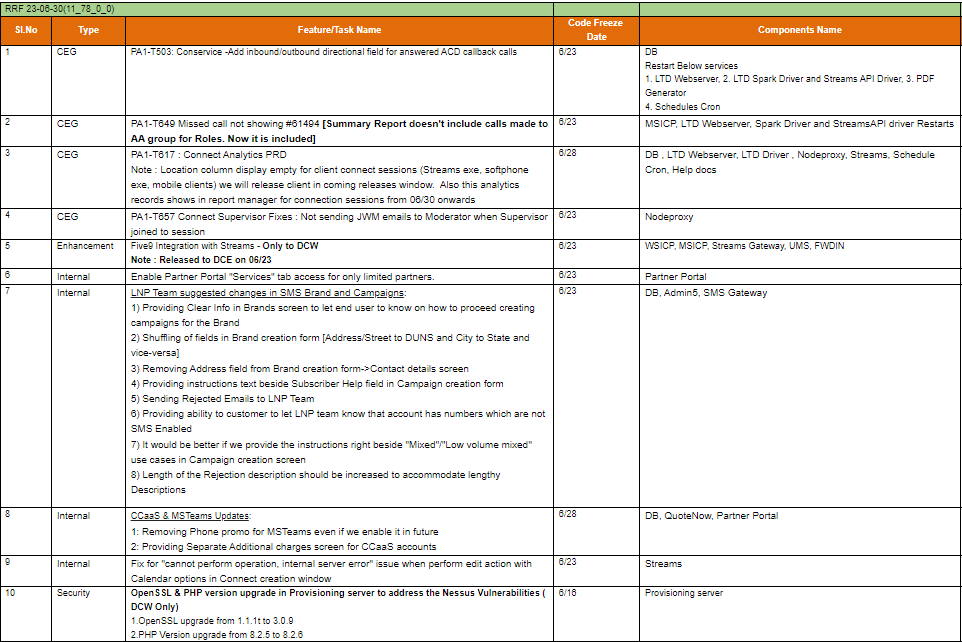 RRF 23-06-30(11_78_0_0)
Sl.No Type Feature/Task Name Code Freeze Date Components Name
1 CEG PA1-T503: Conservice -Add inbound/outbound directional field for answered ACD callback calls 6/23 DB
Restart Below services
1. LTD Webserver, 2. LTD Spark Driver and Streams API Driver, 3. PDF
Generator
4. Schedules Cron
2 CEG PA1-T649 Missed call not showing #61494 [Summary Report doesn't include calls made to
AA group for Roles. Now it is included]
6/23 MSICP, LTD Webserver, Spark Driver and StreamsAPI driver Restarts
3 CEG PA1-T617 : Connect Analytics PRD
Note : Location column display empty for client connect sessions (Streams exe, softphone
exe, mobile clients) we will release client in coming releases window.  Also this analytics
records shows in report manager for connection sessions from 06/30 onwards
6/28 DB , LTD Webserver, LTD Driver , Nodeproxy, Streams, Schedule
Cron, Help docs
4 CEG PA1-T657 Connect Supervisor Fixes : Not sending JWM emails to Moderator when Supervisor
joined to session
6/23 Nodeproxy
5 Enhancement Five9 Integration with Streams - Only to DCW
Note : Released to DCE on 06/23
6/23 WSICP, MSICP, Streams Gateway, UMS, FWDIN
6 Internal Enable Partner Portal "Services" tab access for only limited partners. 6/23 Partner Portal
7 Internal LNP Team suggested changes in SMS Brand and Campaigns: 6/23 DB, Admin5, SMS Gateway
1) Providing Clear Info in Brands screen to let end user to know on how to proceed creating
campaigns for the Brand
2) Shuffling of fields in Brand creation form [Address/Street to DUNS and City to State and
vice-versa]
3) Removing Address field from Brand creation form->Contact details screen
4) Providing instructions text beside Subscriber Help field in Campaign creation form
5) Sending Rejected Emails to LNP Team
6) Providing ability to customer to let LNP team know that account has numbers which are not
SMS Enabled
7) It would be better if we provide the instructions right beside "Mixed"/"Low volume mixed"
use cases in Campaign creation screen
8) Length of the Rejection description should be increased to accommodate lengthy
Descriptions
8 Internal CCaaS & MSTeams Updates: 6/28 DB, QuoteNow, Partner Portal
1: Removing Phone promo for MSTeams even if we enable it in future
2: Providing Separate Additional charges screen for CCaaS accounts
9 Internal Fix for "cannot perform operation, internal server error" issue when perform edit action with
Calendar options in Connect creation window
6/23 Streams
10 Security OpenSSL & PHP version upgrade in Provisioning server to address the Nessus Vulnerabilities (
DCW Only)
6/16 Provisioning server
1.OpenSSL upgrade from 1.1.1t to 3.0.9
2.PHP Version upgrade from 8.2.5 to 8.2.6